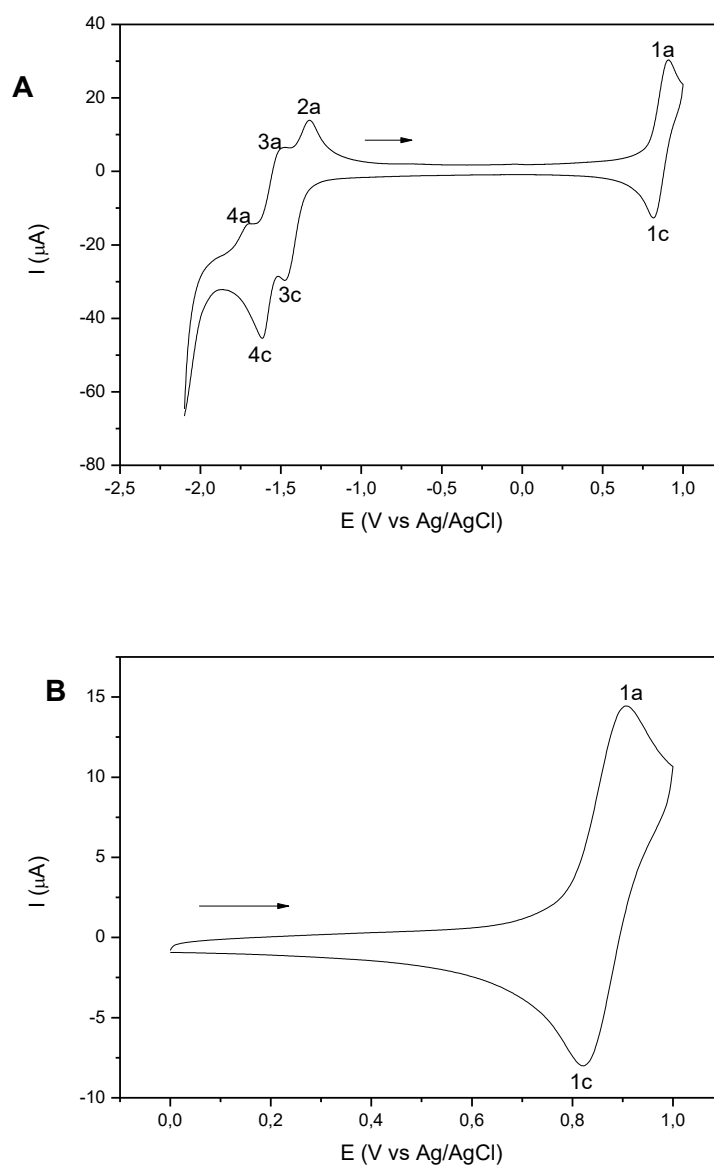 A
40
20
0
-20
-40
-60
-80
I (μA)
1a
2a
3a
4a
1c
3c
4c
-2,5 -2,0 -1,5 -1,0 -0,5 0,0 0,5 1,0
E (V vs Ag/AgCl)
B
15
10
5
0
-5
-10
I (μA)
1a
1c
0,0 0,2 0,4 0,6 0,8 1,0
E (V vs Ag/AgCl)